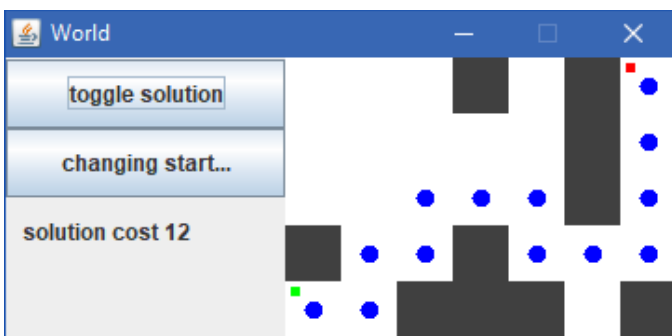 World
toggle solution
changing start...
solution cost 12